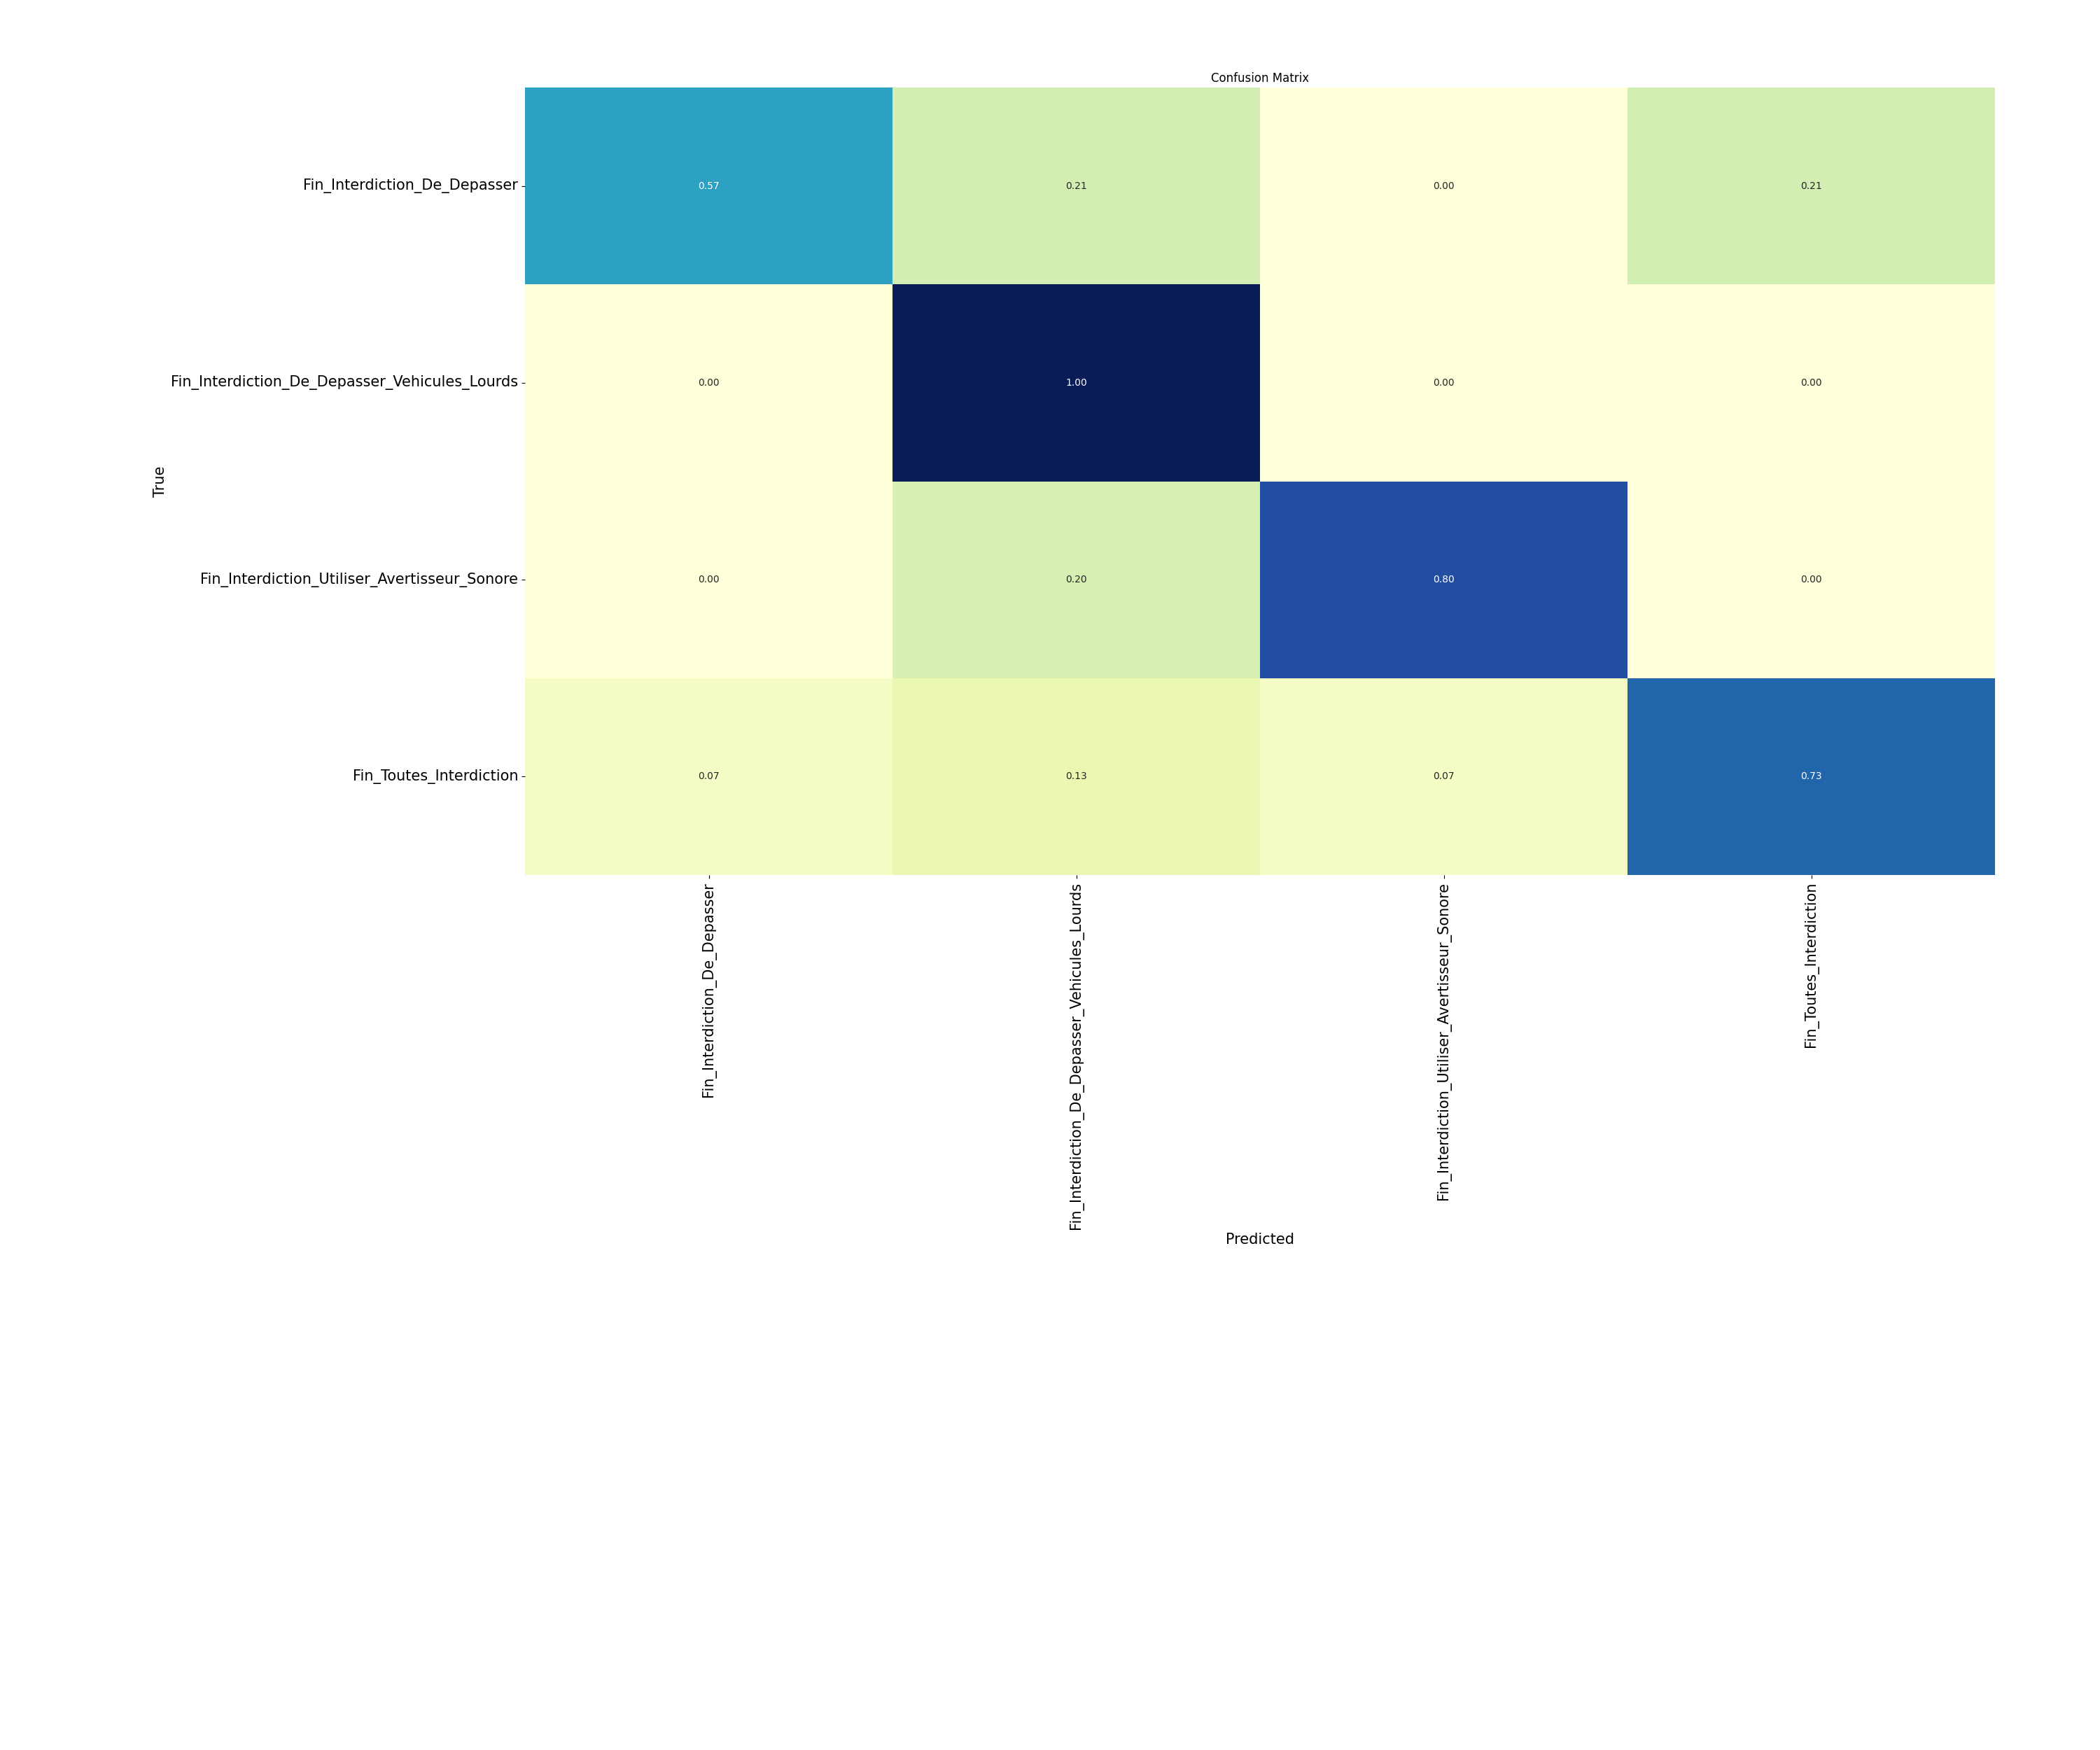 Confusion Matrix
Fin_Interdiction_De_Depasser
0.57 0.21 0.00 0.21
Fin_Interdiction_De_Depasser_Vehicules_Lourds
0.00 1.00 0.00 0.00
True
Fin_Interdiction_Utiliser_Avertisseur_Sonore
0.00 0.20 0.80 0.00
Fin_Toutes_Interdiction
0.07 0.13 0.07 0.73
Fin_Interdiction_De_Depasser
Fin_Interdiction_De_Depasser_Vehicules_Lourds
Fin_Interdiction_Utiliser_Avertisseur_Sonore
Fin_Toutes_Interdiction
Predicted